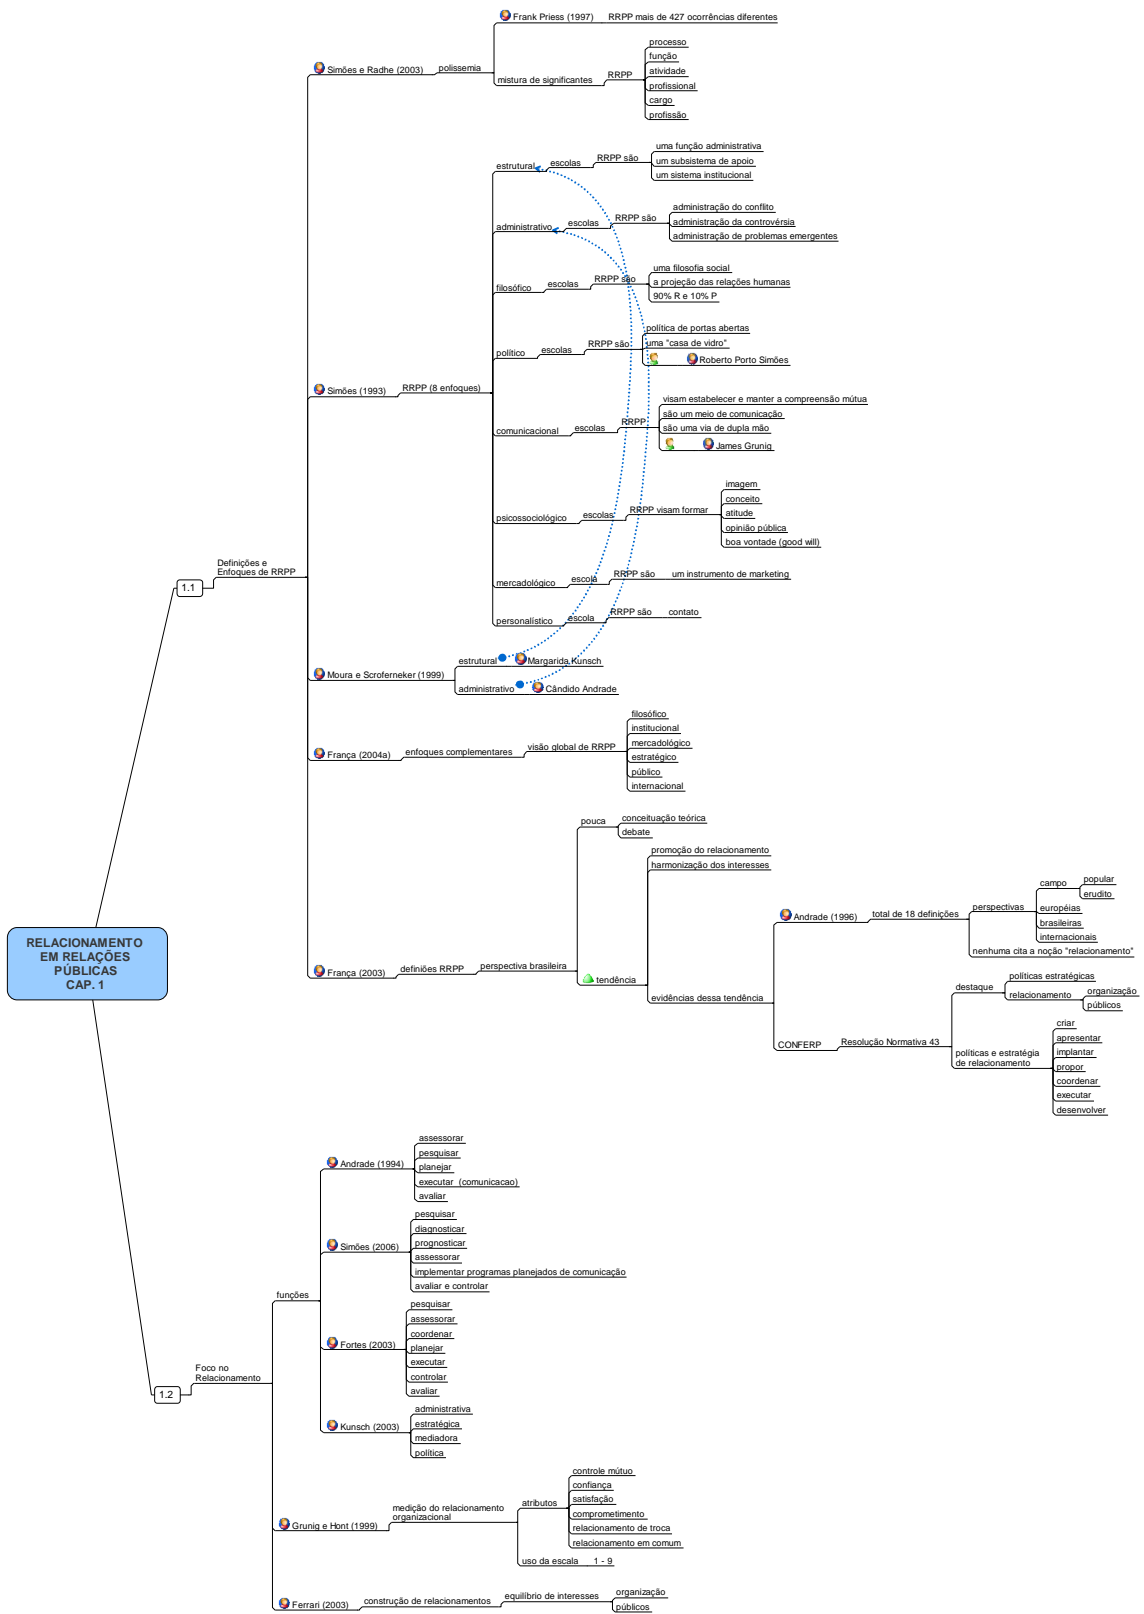 RELACIONAMENTO
EM RELAÇÕES
PÚBLICAS
CAP. 1
1.1
Definições e
Enfoques de RRPP
Simões e Radhe (2003)
polissemia
Frank Priess (1997)
RRPP mais de 427 ocorrências diferentes
mistura de significantes
RRPP
processo
função
atividade
profissional
cargo
profissão
Simões (1993)
RRPP (8 enfoques)
estrutural
escolas
RRPP são
uma função administrativa
um subsistema de apoio
um sistema institucional
administrativo
escolas
RRPP são
administração do conflito
administração da controvérsia
administração de problemas emergentes
filosófico
escolas
RRPP são
uma filosofia social
a projeção das relações humanas
90% R e 10% P
político
escolas
RRPP são
política de portas abertas
uma "casa de vidro"
Roberto Porto Simões
comunicacional
escolas
RRPP
visam estabelecer e manter a compreensão mútua
são um meio de comunicação
são uma via de dupla mão
James Grunig
psicossociológico
escolas
RRPP visam formar
imagem
conceito
atitude
opinião pública
boa vontade (good will)
mercadológico
escola
RRPP são
um instrumento de marketing
personalístico
escola
RRPP são
contato
Moura e Scroferneker (1999)
estrutural
Margarida Kunsch
administrativo
Cândido Andrade
França (2004a)
enfoques complementares
visão global de RRPP
filosófico
institucional
mercadológico
estratégico
público
internacional
França (2003)
definiões RRPP
perspectiva brasileira
pouca
conceituação teórica
debate
tendência
promoção do relacionamento
harmonização dos interesses
evidências dessa tendência
Andrade (1996)
total de 18 definições
perspectivas
campo
popular
erudito
européias
brasileiras
internacionais
nenhuma cita a noção "relacionamento"
CONFERP
Resolução Normativa 43
destaque
políticas estratégicas
relacionamento
organização
públicos
políticas e estratégia
de relacionamento
criar
apresentar
implantar
propor
coordenar
executar
desenvolver
1.2
Foco no
Relacionamento
funções
Andrade (1994)
assessorar
pesquisar
planejar
executar (comunicacao)
avaliar
Simões (2006)
pesquisar
diagnosticar
prognosticar
assessorar
implementar programas planejados de comunicação
avaliar e controlar
Fortes (2003)
pesquisar
assessorar
coordenar
planejar
executar
controlar
avaliar
Kunsch (2003)
administrativa
estratégica
mediadora
política
Grunig e Hont (1999)
medição do relacionamento
organizacional
atributos
controle mútuo
confiança
satisfação
comprometimento
relacionamento de troca
relacionamento em comum
uso da escala
1 - 9
Ferrari (2003)
construção de relacionamentos
equilíbrio de interesses
organização
públicos